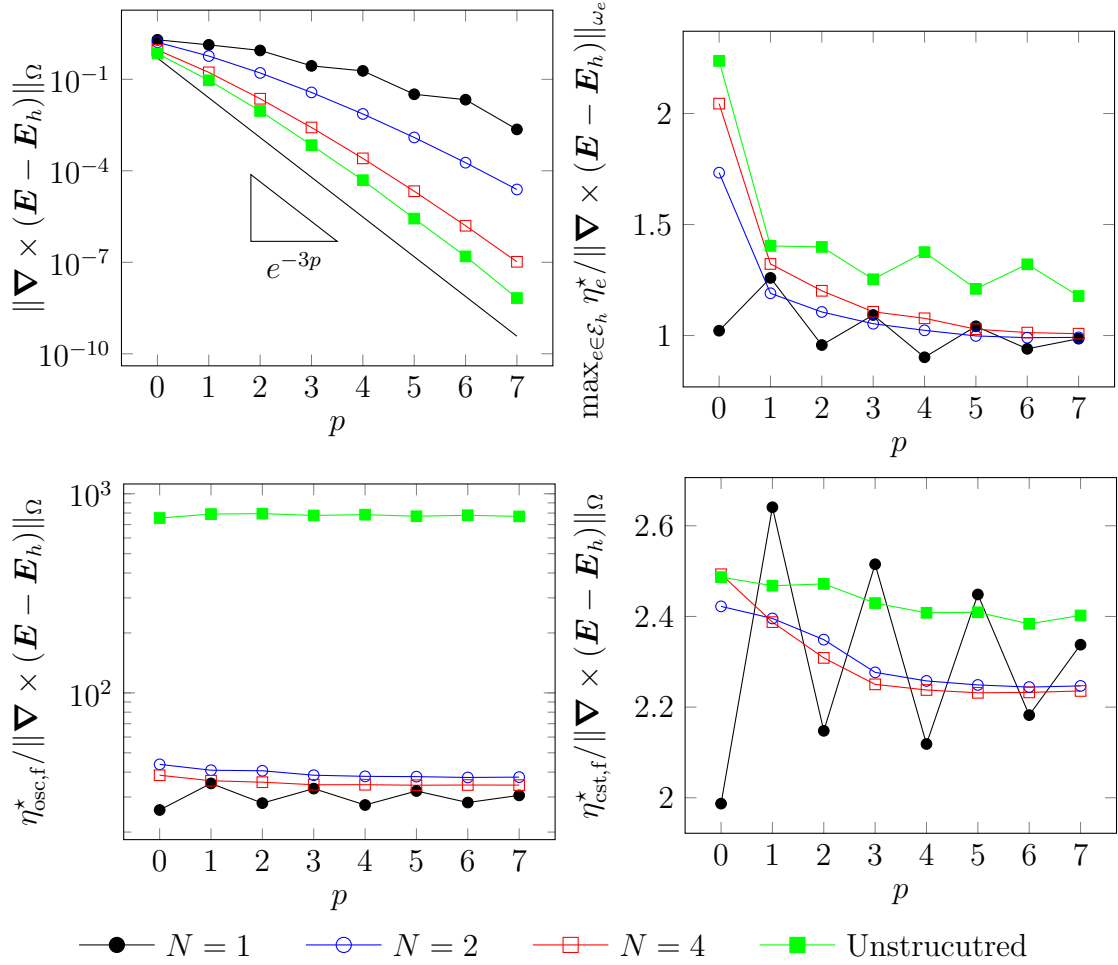 ‖∇ × (E − E_h)‖_Ω
10^{−1}
10^{−4}
10^{−7}
10^{−10}
e^{−3p}
0 1 2 3 4 5 6 7
p
max_{e∈ℰ_h} η_e^⋆/‖∇ × (E − E_h)‖_{ω_e}
2
1.5
1
0 1 2 3 4 5 6 7
p
η^⋆_{osc,f}/‖∇ × (E − E_h)‖_Ω
10^3
10^2
0 1 2 3 4 5 6 7
p
η^⋆_{cst,f}/‖∇ × (E − E_h)‖_Ω
2.6
2.4
2.2
2
0 1 2 3 4 5 6 7
p
N = 1 N = 2 N = 4 Unstrucutred